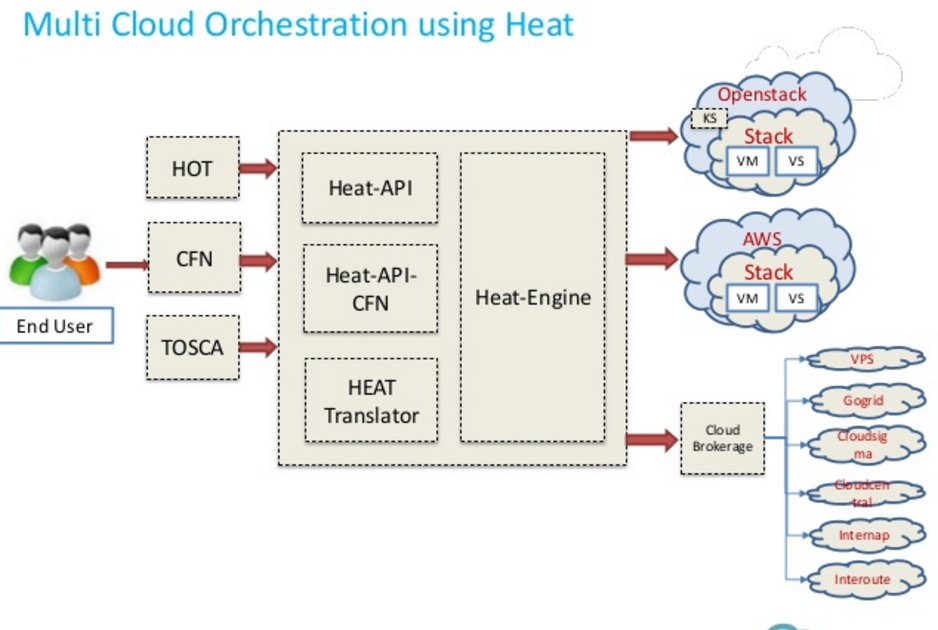 Multi Cloud Orchestration using Heat
End User
HOT
CFN
TOSCA
Heat-API
Heat-API-
CFN
HEAT
Translator
Heat-Engine
Openstack
KS
Stack
VM
VS
AWS
Stack
VM
VS
Cloud
Brokerage
VPS
Gogrid
Cloudsig
ma
Cloudcen
tral
Internap
Interoute